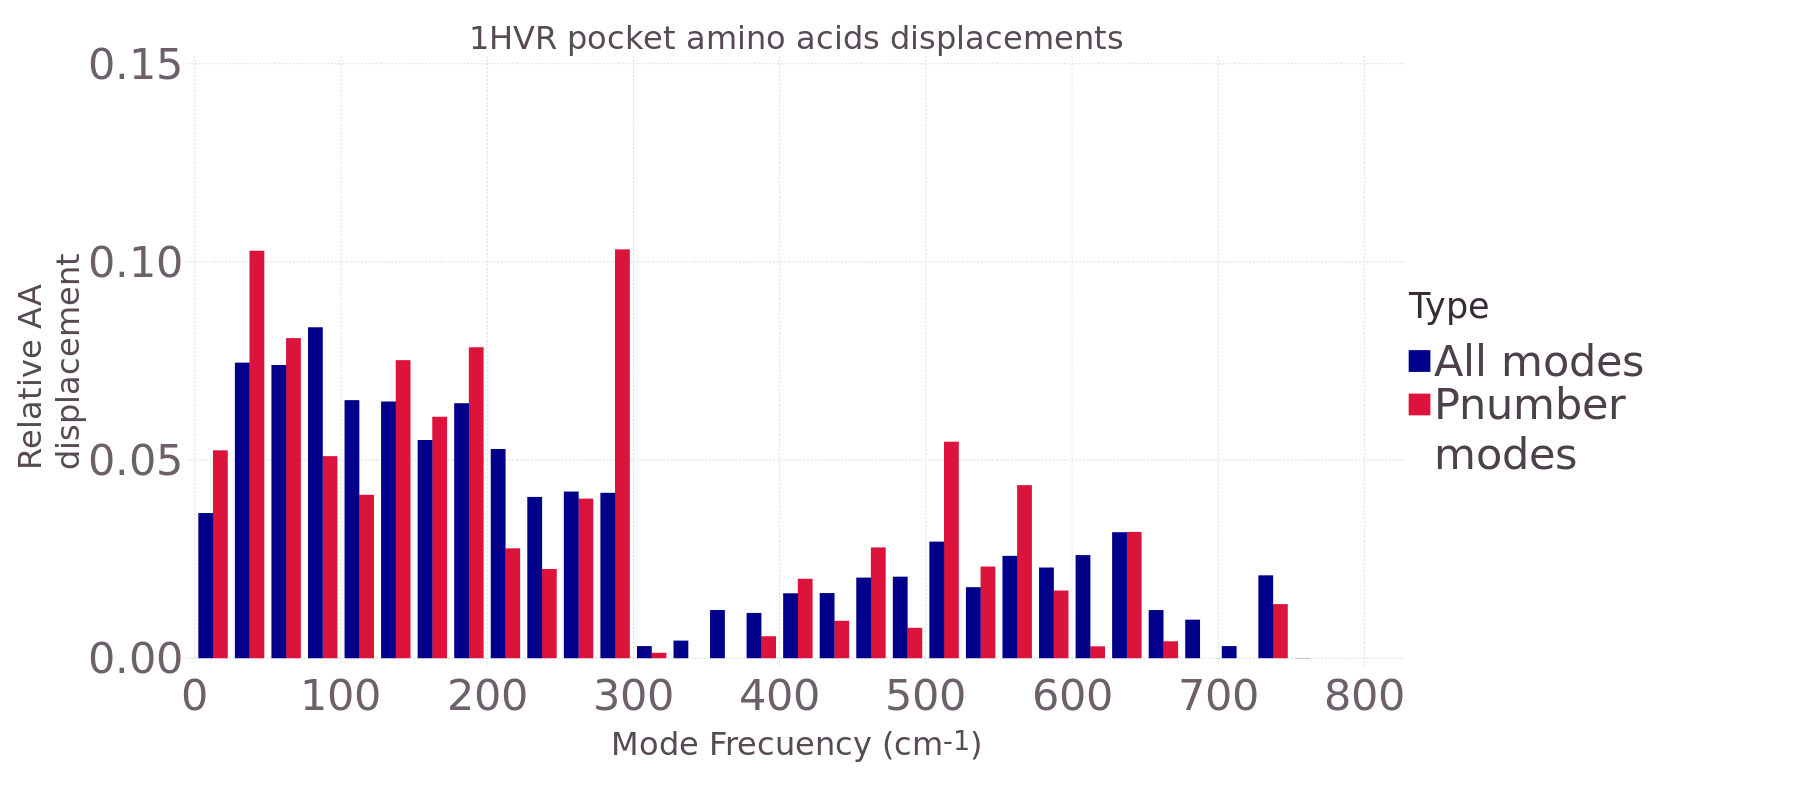 1HVR pocket amino acids displacements
0.15
0.10
0.05
0.00
Relative AA
displacement
0 100 200 300 400 500 600 700 800
Mode Frecuency (cm-1)
Type
All modes
Pnumber
modes